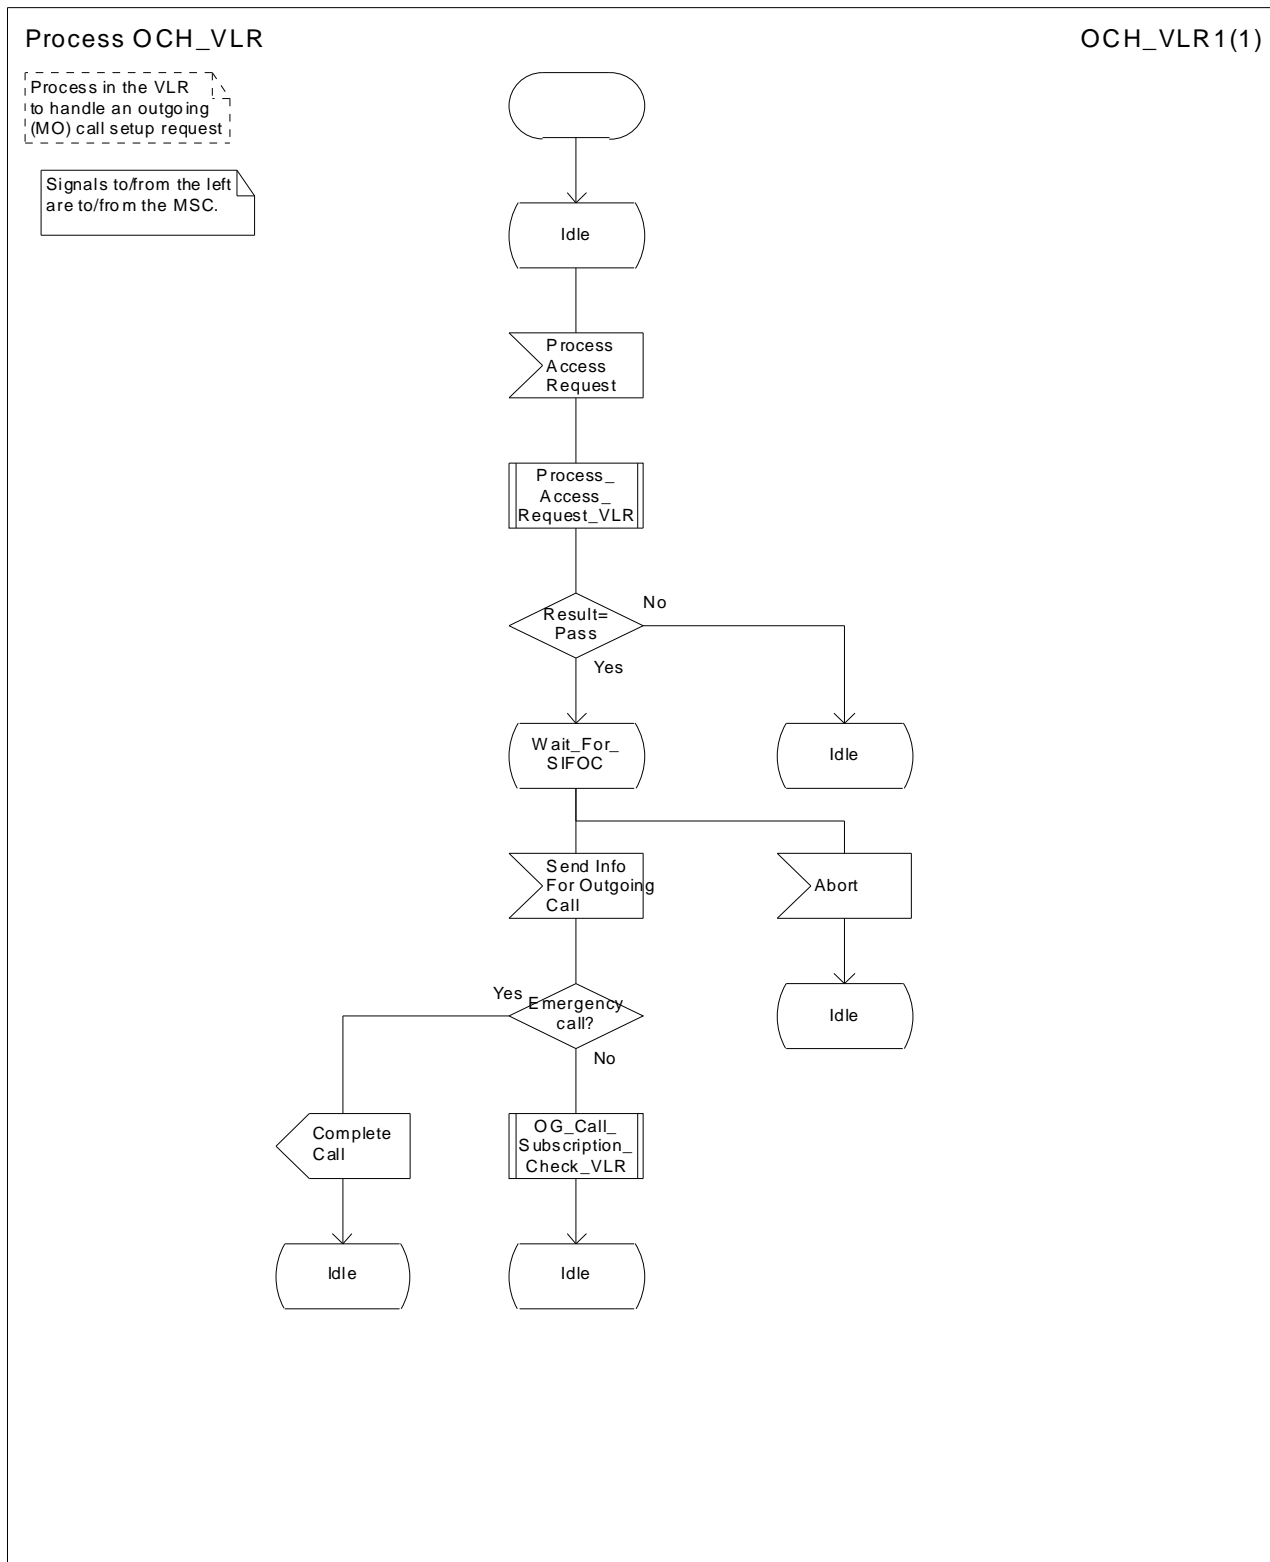 Process OCH_VLR
OCH_VLR1(1)
Process in the VLR
to handle an outgoing
(MO) call setup request
Signals to/from the left
are to/from the MSC.
Idle
Process
Access
Request
Process_
Access_
Request_VLR
Result=
Pass
No
Yes
Wait_For_
SIFOC
Idle
Send Info
For Outgoing
Call
Abort
Yes
Emergency
call?
No
Idle
Complete
Call
OG_Call_
Subscription_
Check_VLR
Idle
Idle